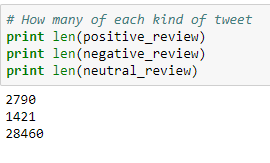 # How many of each kind of tweet
print len(positive_review)
print len(negative_review)
print len(neutral_review)
2790
1421
28460